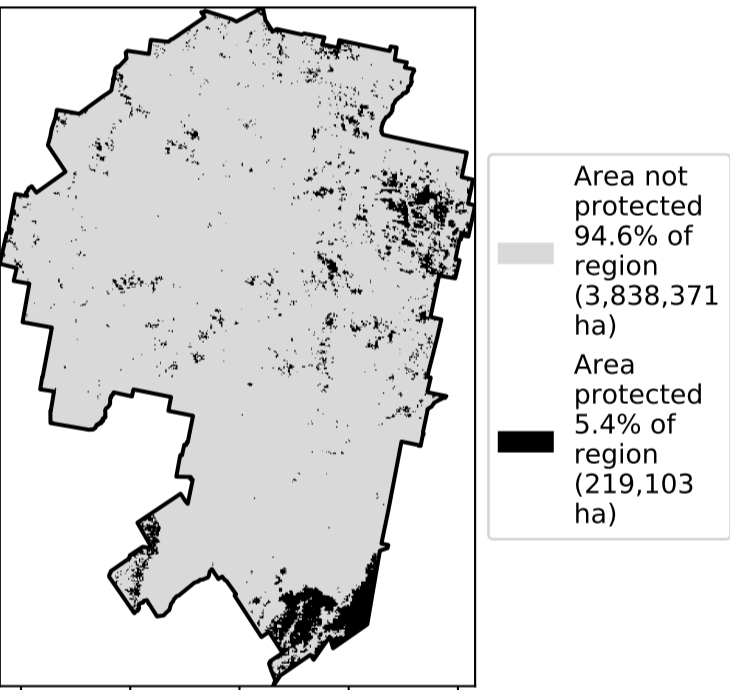 Area not
protected
94.6% of
region
(3,838,371
ha)
Area
protected
5.4% of
region
(219,103
ha)